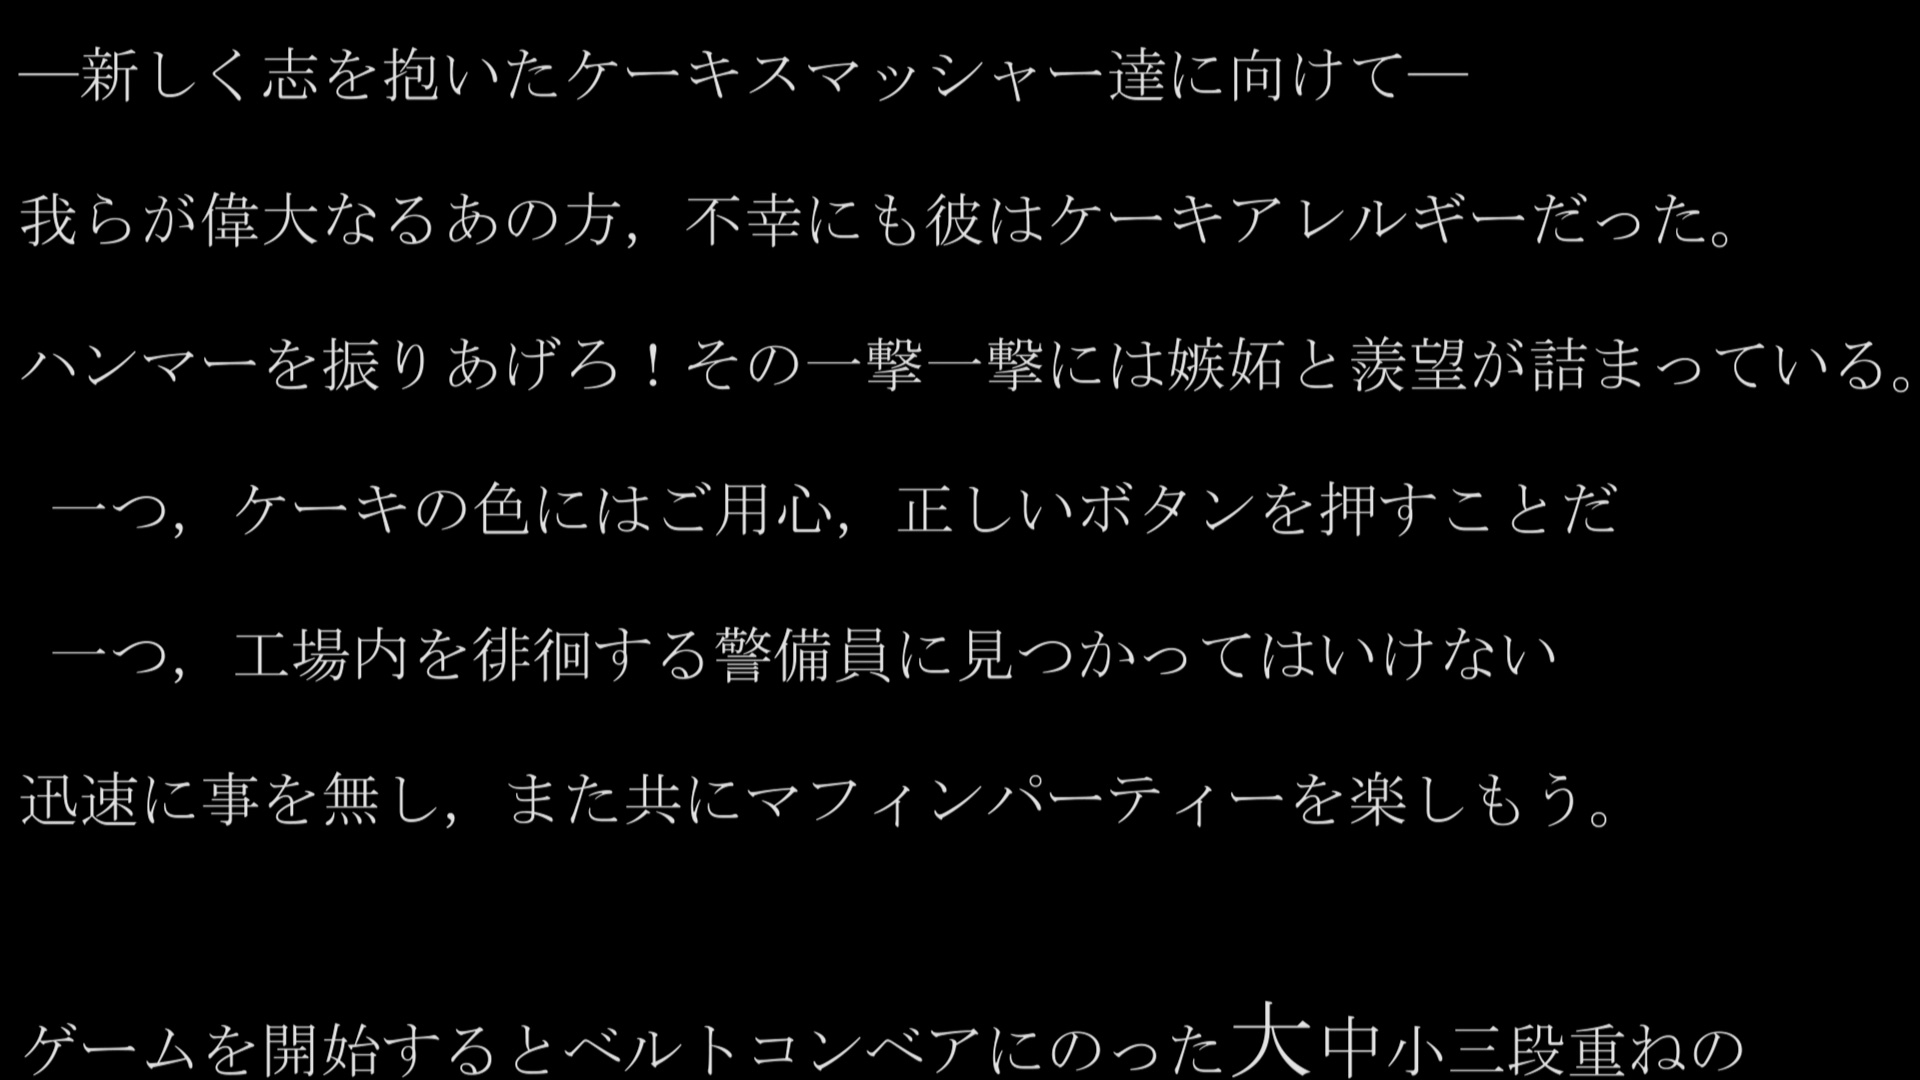 ―新しく志を抱いたケーキスマッシャー達に向けて―
我らが偉大なるあの方，不幸にも彼はケーキアレルギーだった。
ハンマーを振りあげろ！その一撃一撃には嫉妬と羨望が詰まっている。
一つ，ケーキの色にはご用心，正しいボタンを押すことだ
一つ，工場内を徘徊する警備員に見つかってはいけない
迅速に事を無し，また共にマフィンパーティーを楽しもう。
ゲームを開始するとベルトコンベアにのった大中小三段重ねの